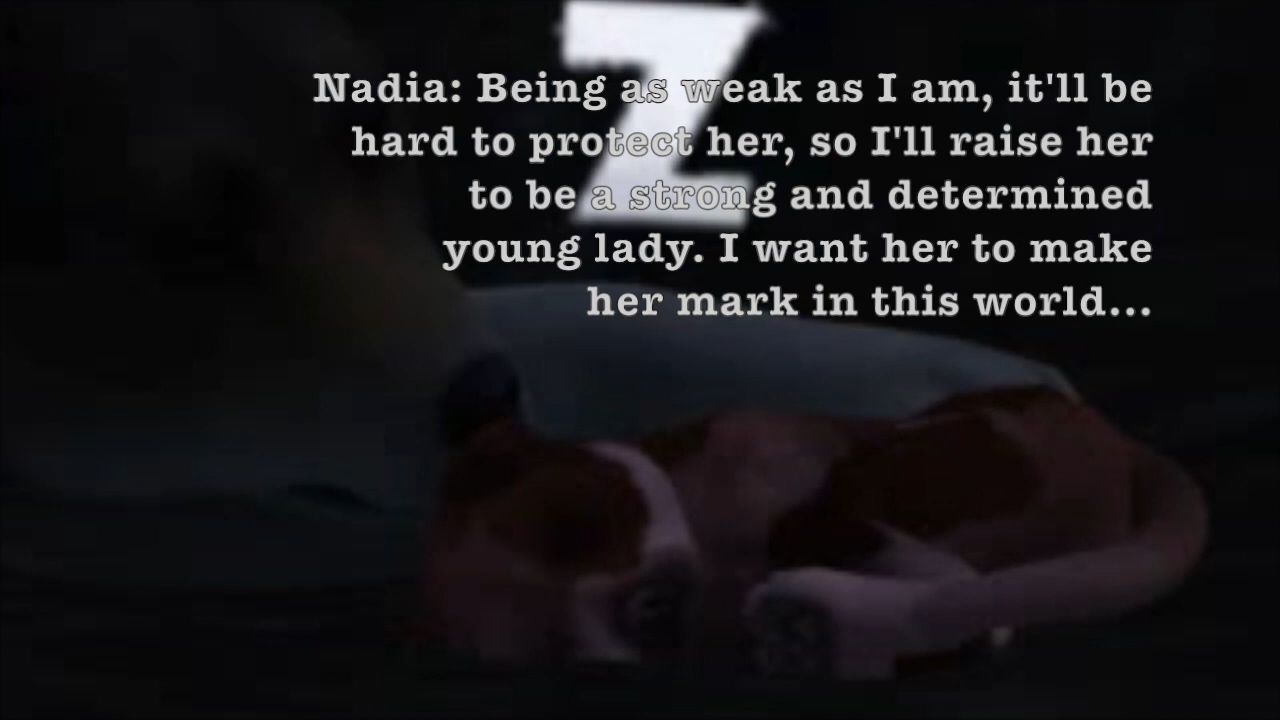 Z
Nadia: Being as weak as I am, it'll be
hard to protect her, so I'll raise her
to be a strong and determined
young lady. I want her to make
her mark in this world...